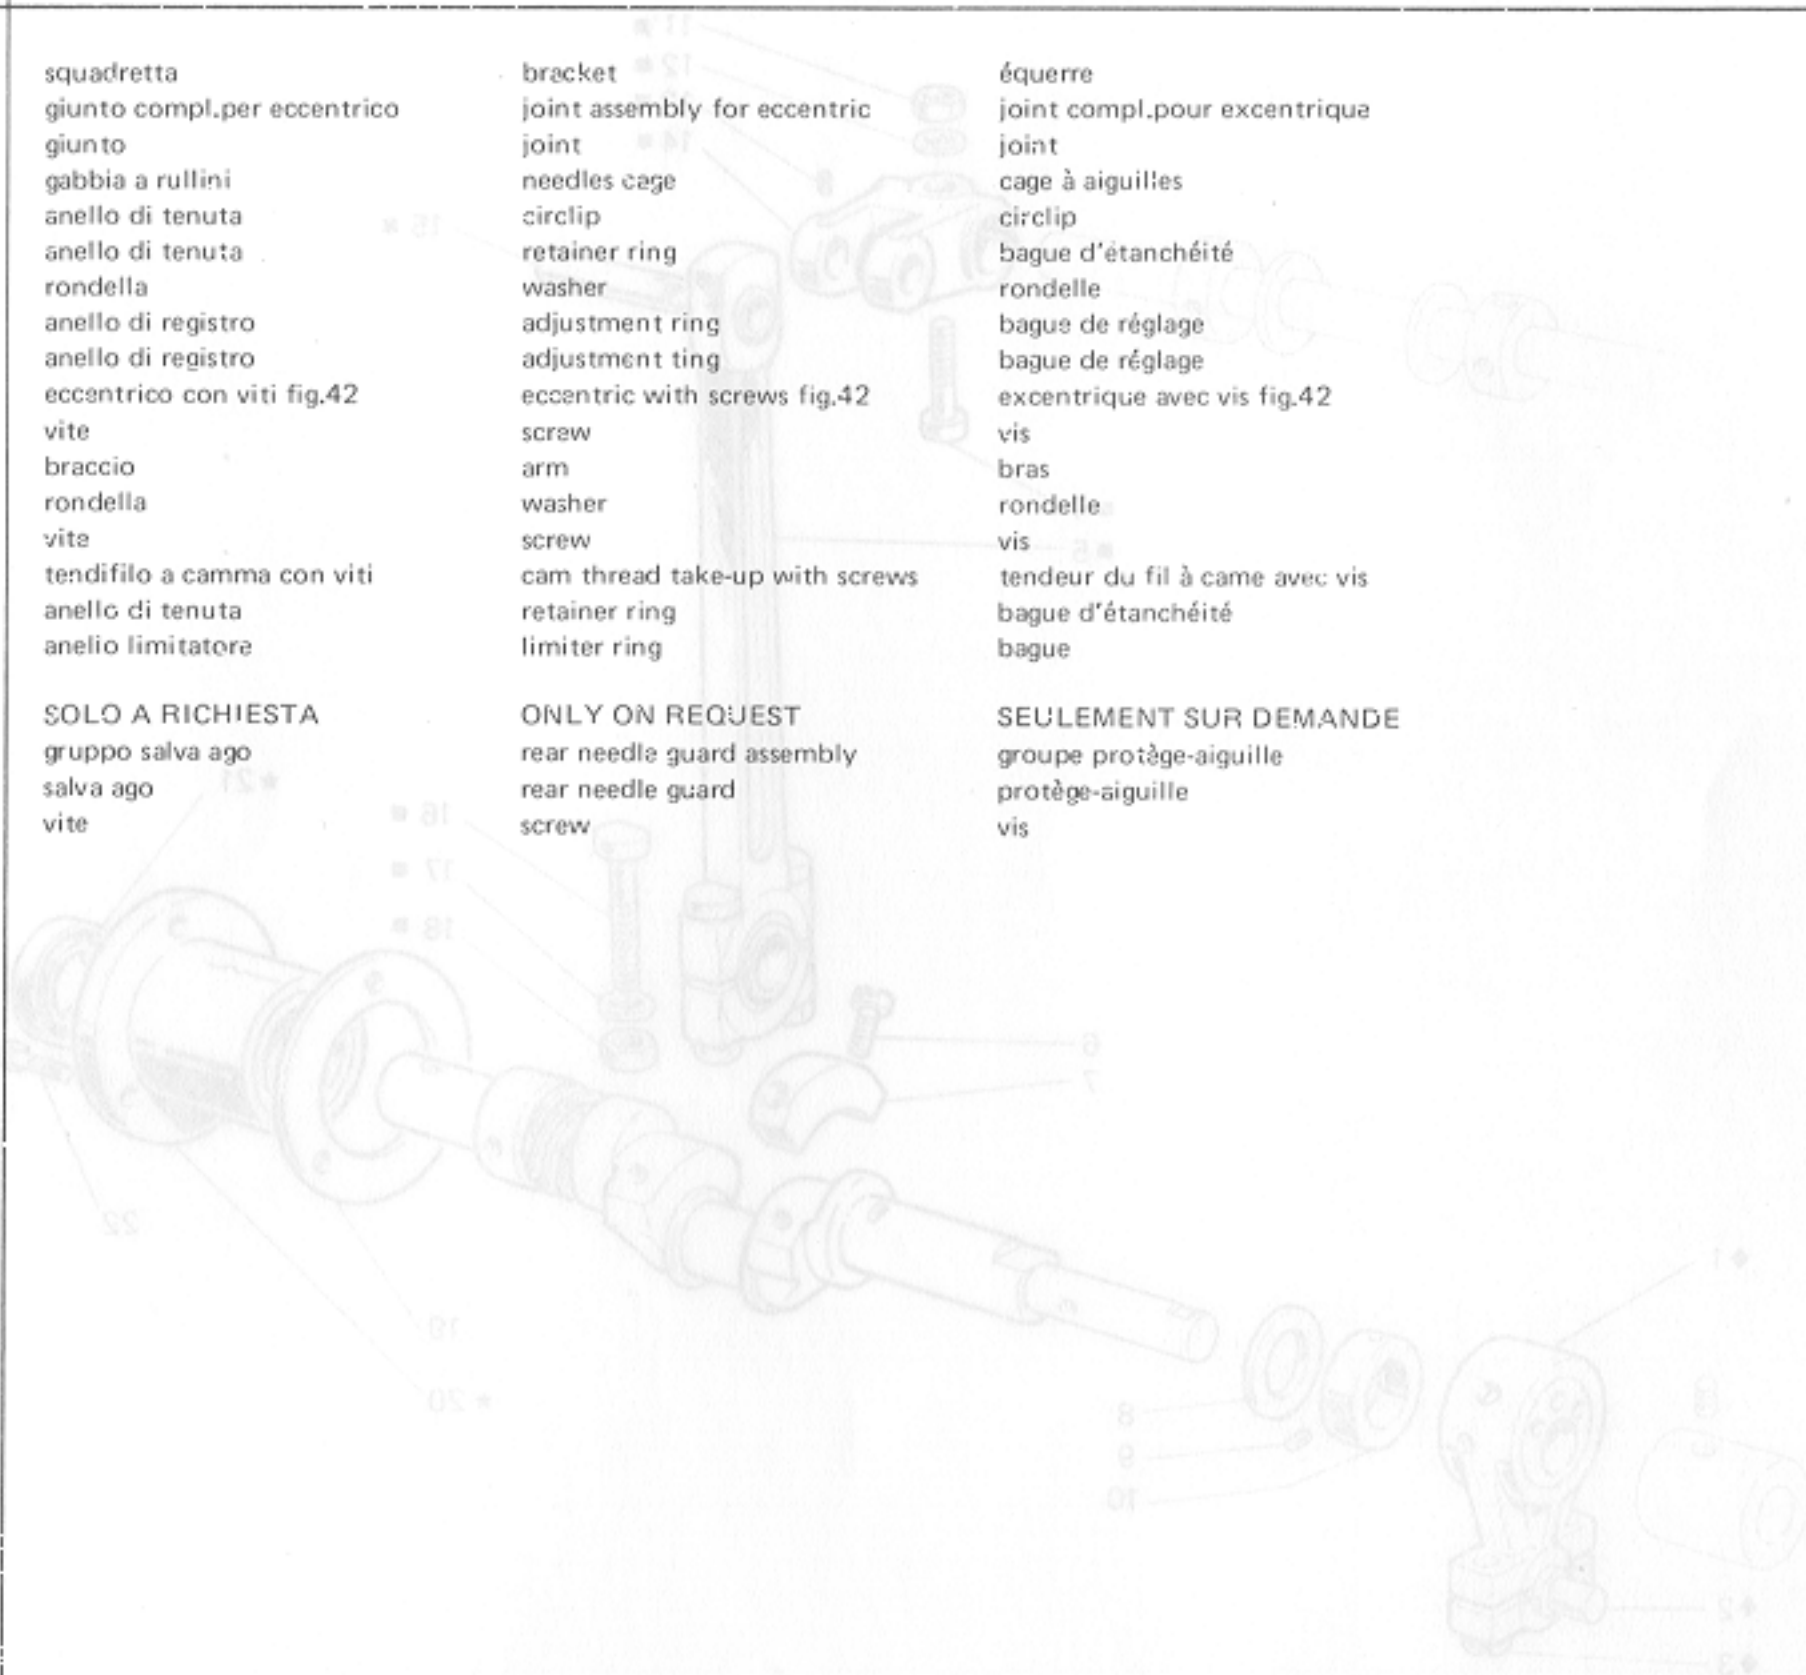 squadretta bracket équerre
giunto compl.per eccentrico joint assembly for eccentric joint compl.pour excentrique
giunto joint joint
gabbia a rullini needles cage cage à aiguilles
anello di tenuta circlip circlip
anello di tenuta retainer ring bague d'étanchéité
rondella washer rondelle
anello di registro adjustment ring bague de réglage
anello di registro adjustment ting bague de réglage
eccentrico con viti fig.42 eccentric with screws fig.42 excentrique avec vis fig.42
vite screw vis
braccio arm bras
rondella washer rondelle
vite screw vis
tendifilo a camma con viti cam thread take-up with screws tendeur du fil à came avec vis
anello di tenuta retainer ring bague d'étanchéité
anelio limitatore limiter ring bague
SOLO A RICHIESTA ONLY ON REQUEST SEULEMENT SUR DEMANDE
gruppo salva ago rear needle guard assembly groupe protège-aiguille
salva ago rear needle guard protège-aiguille
vite screw vis